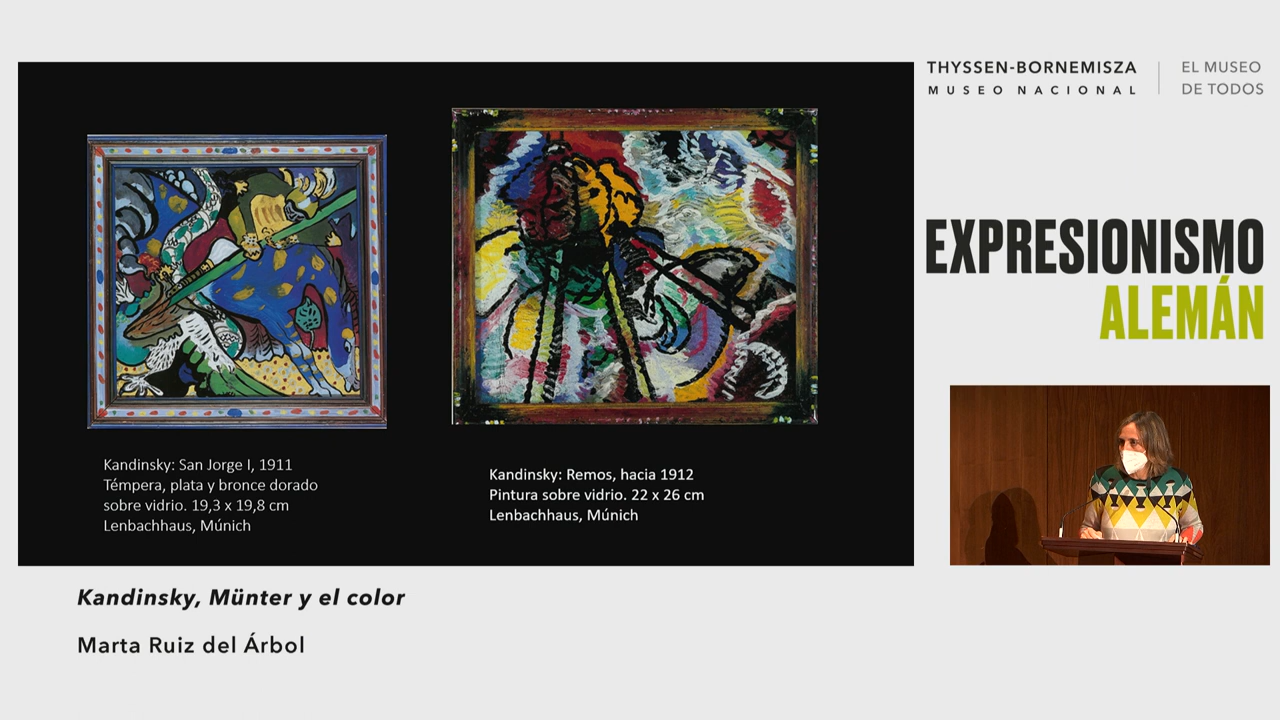 THYSSEN-BORNEMISZA
MUSEO NACIONAL
EL MUSEO
DE TODOS
EXPRESIONISMO
ALEMÁN
Kandinsky: San Jorge I, 1911
Témpera, plata y bronce dorado
sobre vidrio. 19,3 x 19,8 cm
Lenbachhaus, Múnich
Kandinsky: Remos, hacia 1912
Pintura sobre vidrio. 22 x 26 cm
Lenbachhaus, Múnich
Kandinsky, Münter y el color
Marta Ruiz del Árbol